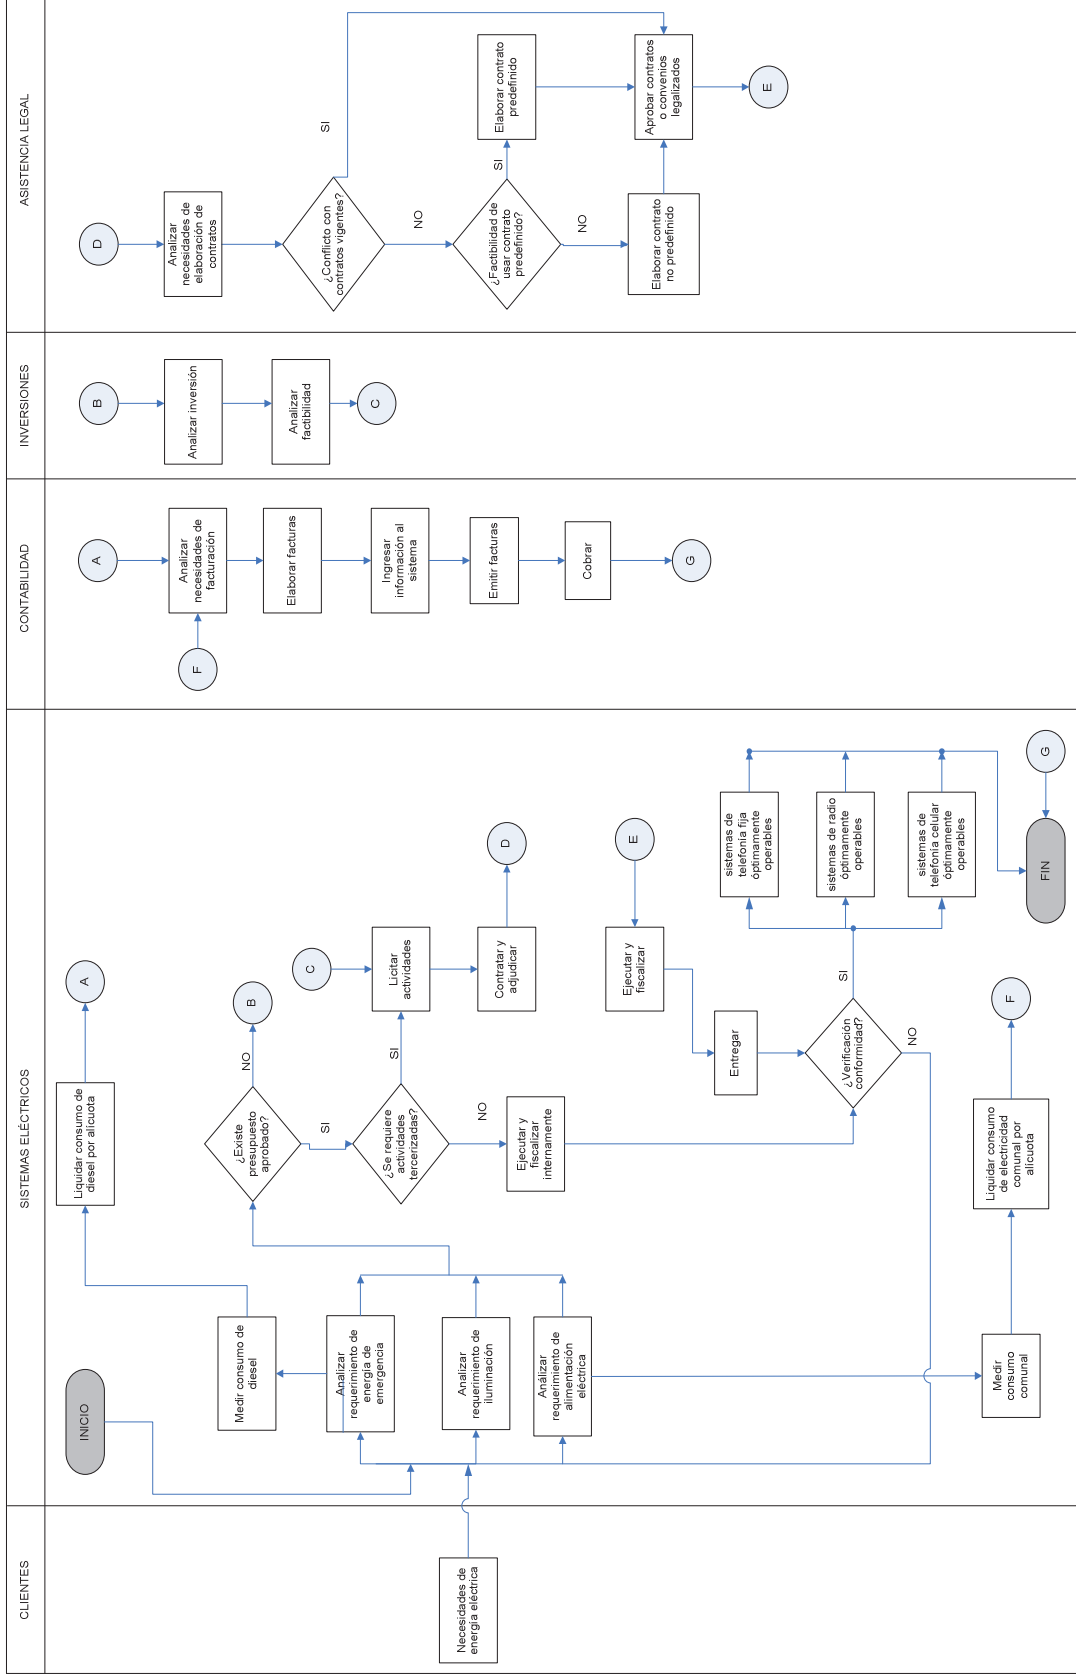 CLIENTES
SISTEMAS ELÉCTRICOS
CONTABILIDAD
INVERSIONES
ASISTENCIA LEGAL
Necesidades de
energía eléctrica
INICIO
Medir consumo de
diesel
Liquidar consumo de
diesel por alicuota
A
Analizar
requerimiento de
energía de
emergencia
Analizar
requerimiento de
iluminación
Análizar
requerimiento de
alimentación
eléctrica
¿Existe
presupuesto
aprobado?
NO
B
SI
¿Se requiere
actividades
tercerizadas?
SI
NO
C
Licitar
actividades
Contratar y
adjudicar
D
Ejecutar y
fiscalizar
internamente
E
Ejecutar y
fiscalizar
Entregar
¿Verificación
conformidad?
SI
NO
sistemas de
telefonía fija
óptimamente
operables
sistemas de radio
óptimamente
operables
sistemas de
telefonía celular
óptimamente
operables
Medir
consumo
comunal
Liquidar consumo
de electricidad
comunal por
alicuota
F
G
FIN
A
F
Analizar
necesidades de
facturación
Elaborar facturas
Ingresar
información al
sistema
Emitir facturas
Cobrar
G
B
Analizar inversión
Analizar
factibilidad
C
D
Analizar
necesidades de
elaboración de
contratos
¿Conflicto con
contratos vigentes?
SI
NO
¿Factibilidad de
usar contrato
predefinido?
SI
NO
Elaborar contrato
predefinido
Elaborar contrato
no predefinido
Aprobar contratos
o convenios
legalizados
E